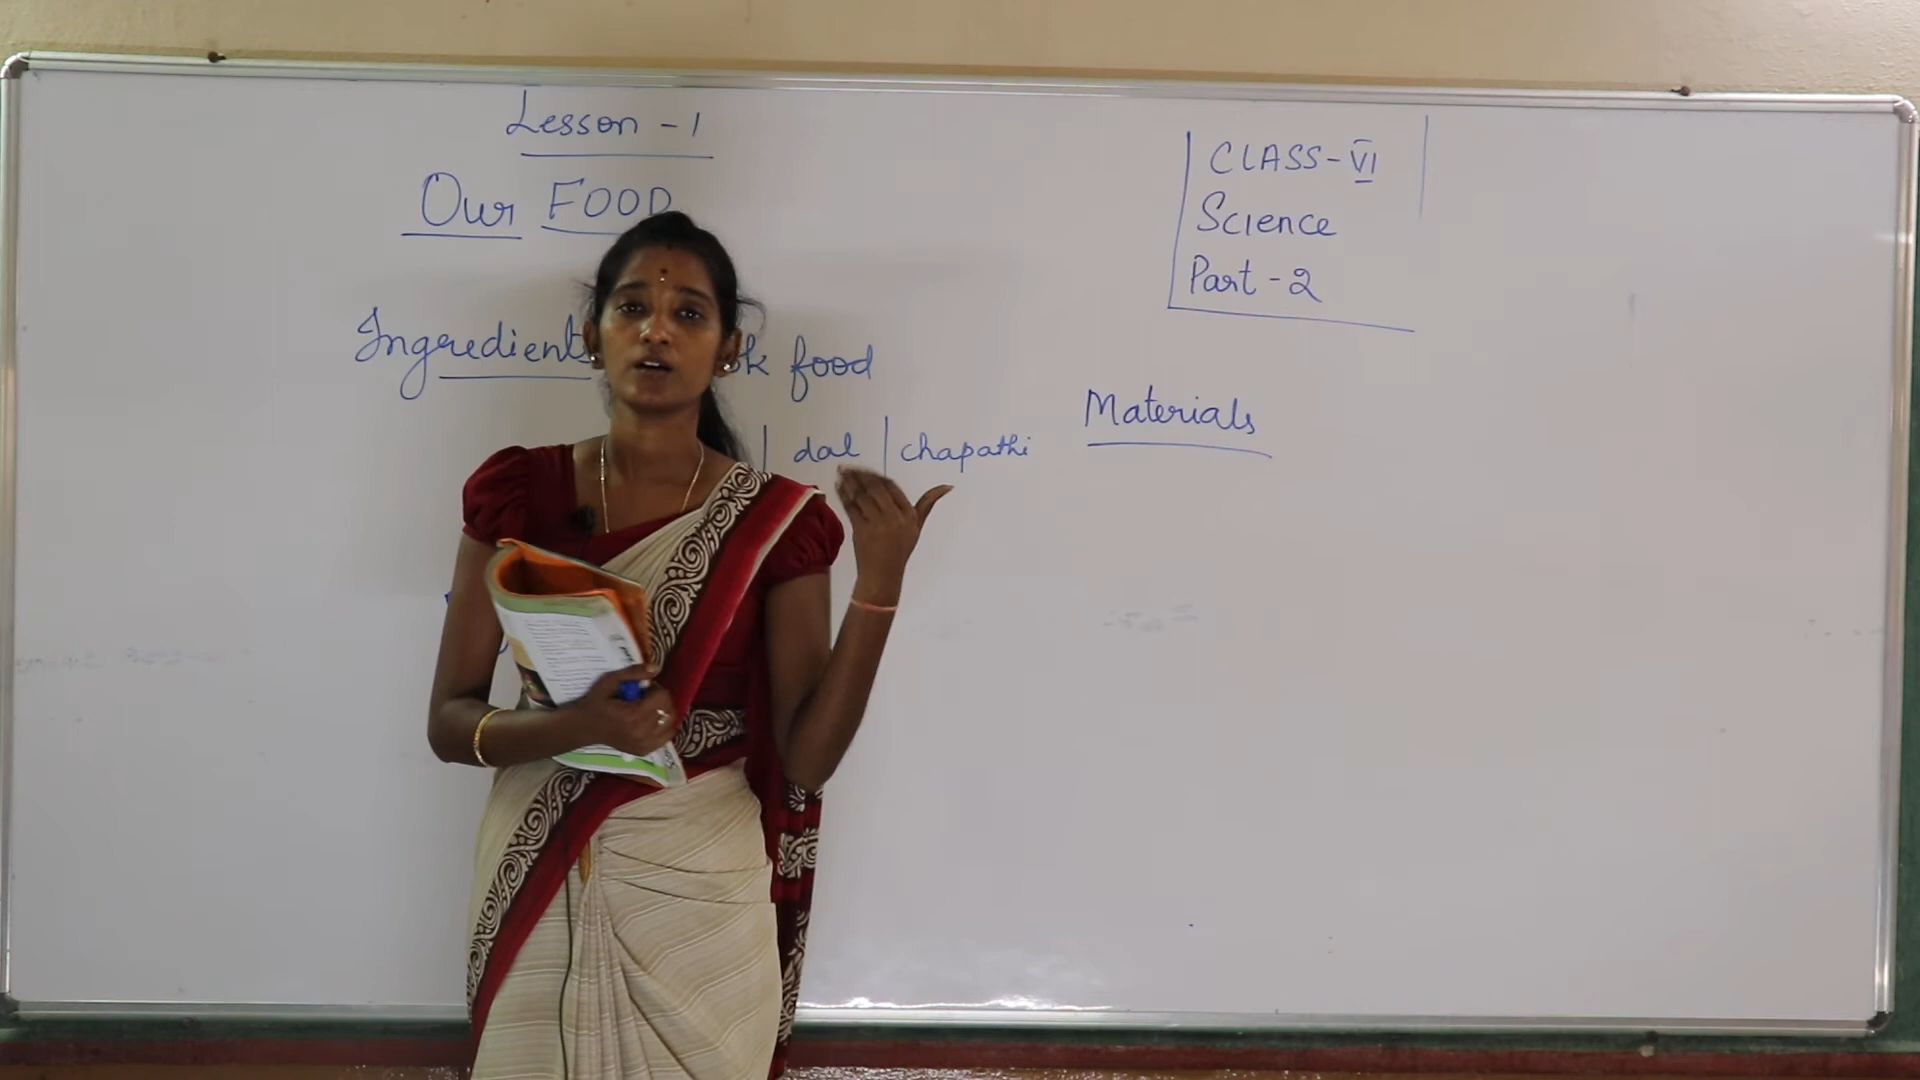 Lesson - 1
Our FOOD
Ingredients food
dal | chapathi
CLASS - VI
Science
Part - 2
Materials